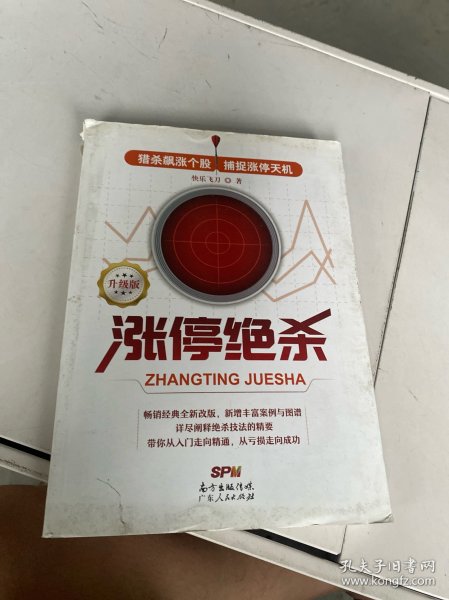 猎杀飙涨个股 捕捉涨停天机
快乐飞刀 ◎ 著
升级版
涨停绝杀
ZHANGTING JUESHA
畅销经典全新改版，新增丰富案例与图谱
详尽阐释绝杀技法的精要
带你从入门走向精通，从亏损走向成功
SPM
南方出版传媒
广东人民出版社
孔夫子旧书网
www.kongfz.com